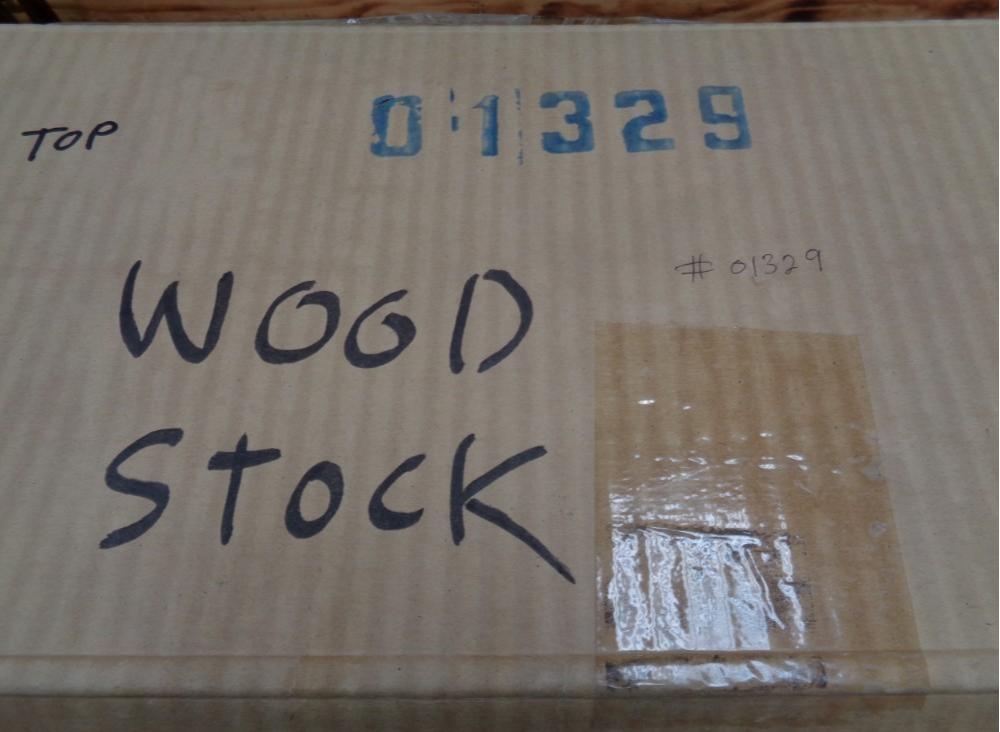 01329
TOP
# 01329
WOOD
STOCK